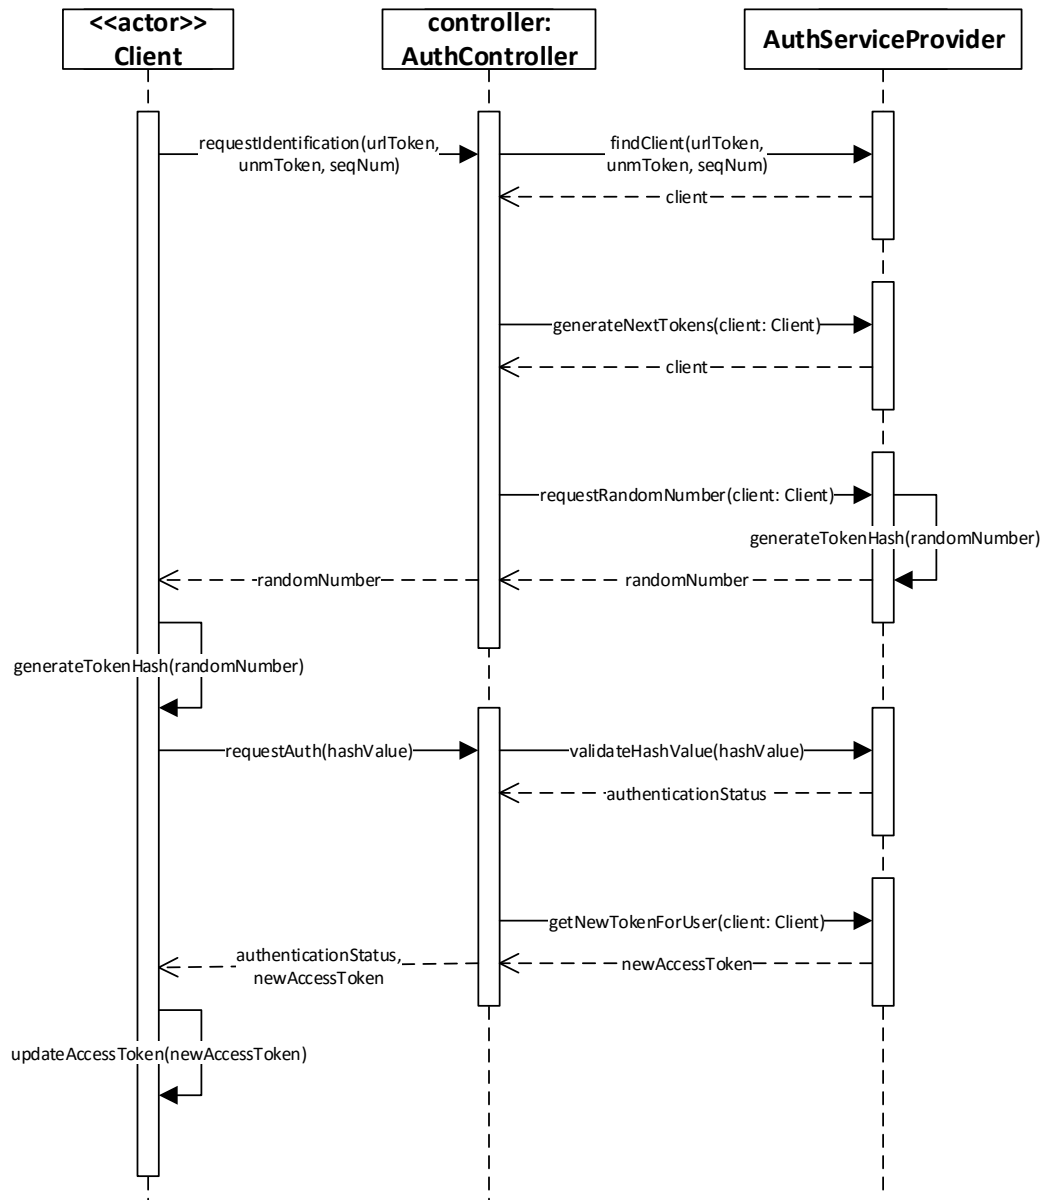 <<actor>>
Client
controller:
AuthController
AuthServiceProvider
requestIdentification(urlToken,
unmToken, seqNum)
findClient(urlToken,
unmToken, seqNum)
client
generateNextTokens(client: Client)
client
requestRandomNumber(client: Client)
generateTokenHash(randomNumber)
randomNumber
randomNumber
generateTokenHash(randomNumber)
requestAuth(hashValue)
validateHashValue(hashValue)
authenticationStatus
getNewTokenForUser(client: Client)
authenticationStatus,
newAccessToken
newAccessToken
updateAccessToken(newAccessToken)